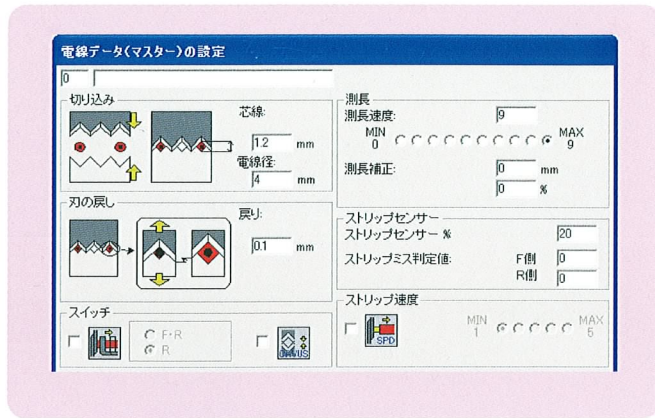 電線データ(マスター)の設定
0
切り込み
芯線:
1.2 mm
電線径:
4 mm
刃の戻し
戻り:
0.1 mm
スイッチ
F・R
R
測長
測長速度: 9
MIN 0 MAX 9
測長補正: 0 mm
0 %
ストリップセンサー
ストリップセンサー % 20
ストリップミス判定値: F側 0
R側 0
ストリップ速度
SPD
MIN 1 MAX 5